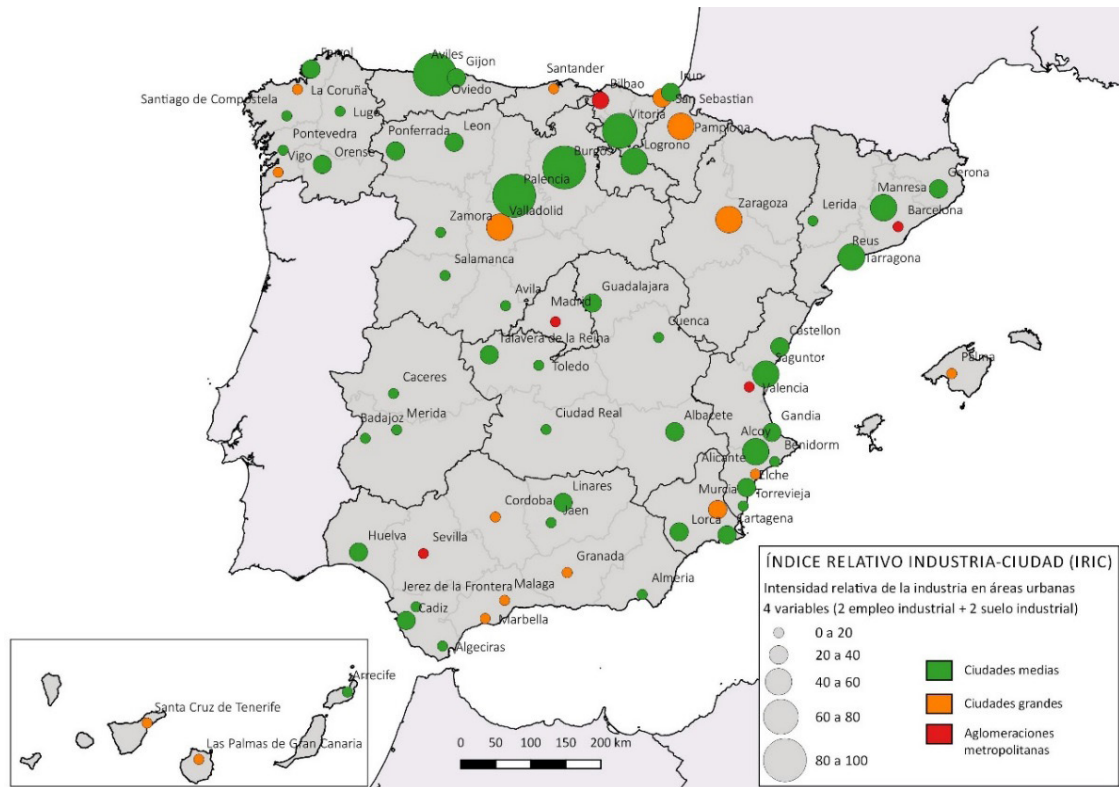 Ferrol
Aviles
Gijon
Oviedo
Santander
Bilbao
Irun
La Coruña
San Sebastian
Santiago de Compostela
Lugo
Vitoria
Pamplona
Pontevedra
Ponferrada
Leon
Logrono
Vigo
Orense
Burgos
Palencia
Gerona
Manresa
Zamora
Valladolid
Zaragoza
Lerida
Barcelona
Reus
Tarragona
Salamanca
Avila
Madrid
Guadalajara
Cuenca
Castellon
Talavera de la Reina
Toledo
Sagunto
Palma
Valencia
Caceres
Badajoz
Merida
Ciudad Real
Albacete
Gandia
Alcoy
Benidorm
Alicante
Elche
Linares
Murcia
Torrevieja
Cordoba
Jaen
Lorca
Cartagena
Huelva
Sevilla
Granada
Jerez de la Frontera
Malaga
Almeria
Cadiz
Marbella
Algeciras
Arrecife
Santa Cruz de Tenerife
Las Palmas de Gran Canaria
0 50 100 150 200 km
ÍNDICE RELATIVO INDUSTRIA-CIUDAD (IRIC)
Intensidad relativa de la industria en áreas urbanas
4 variables (2 empleo industrial + 2 suelo industrial)
0 a 20
20 a 40
40 a 60
60 a 80
80 a 100
Ciudades medias
Ciudades grandes
Aglomeraciones
metropolitanas